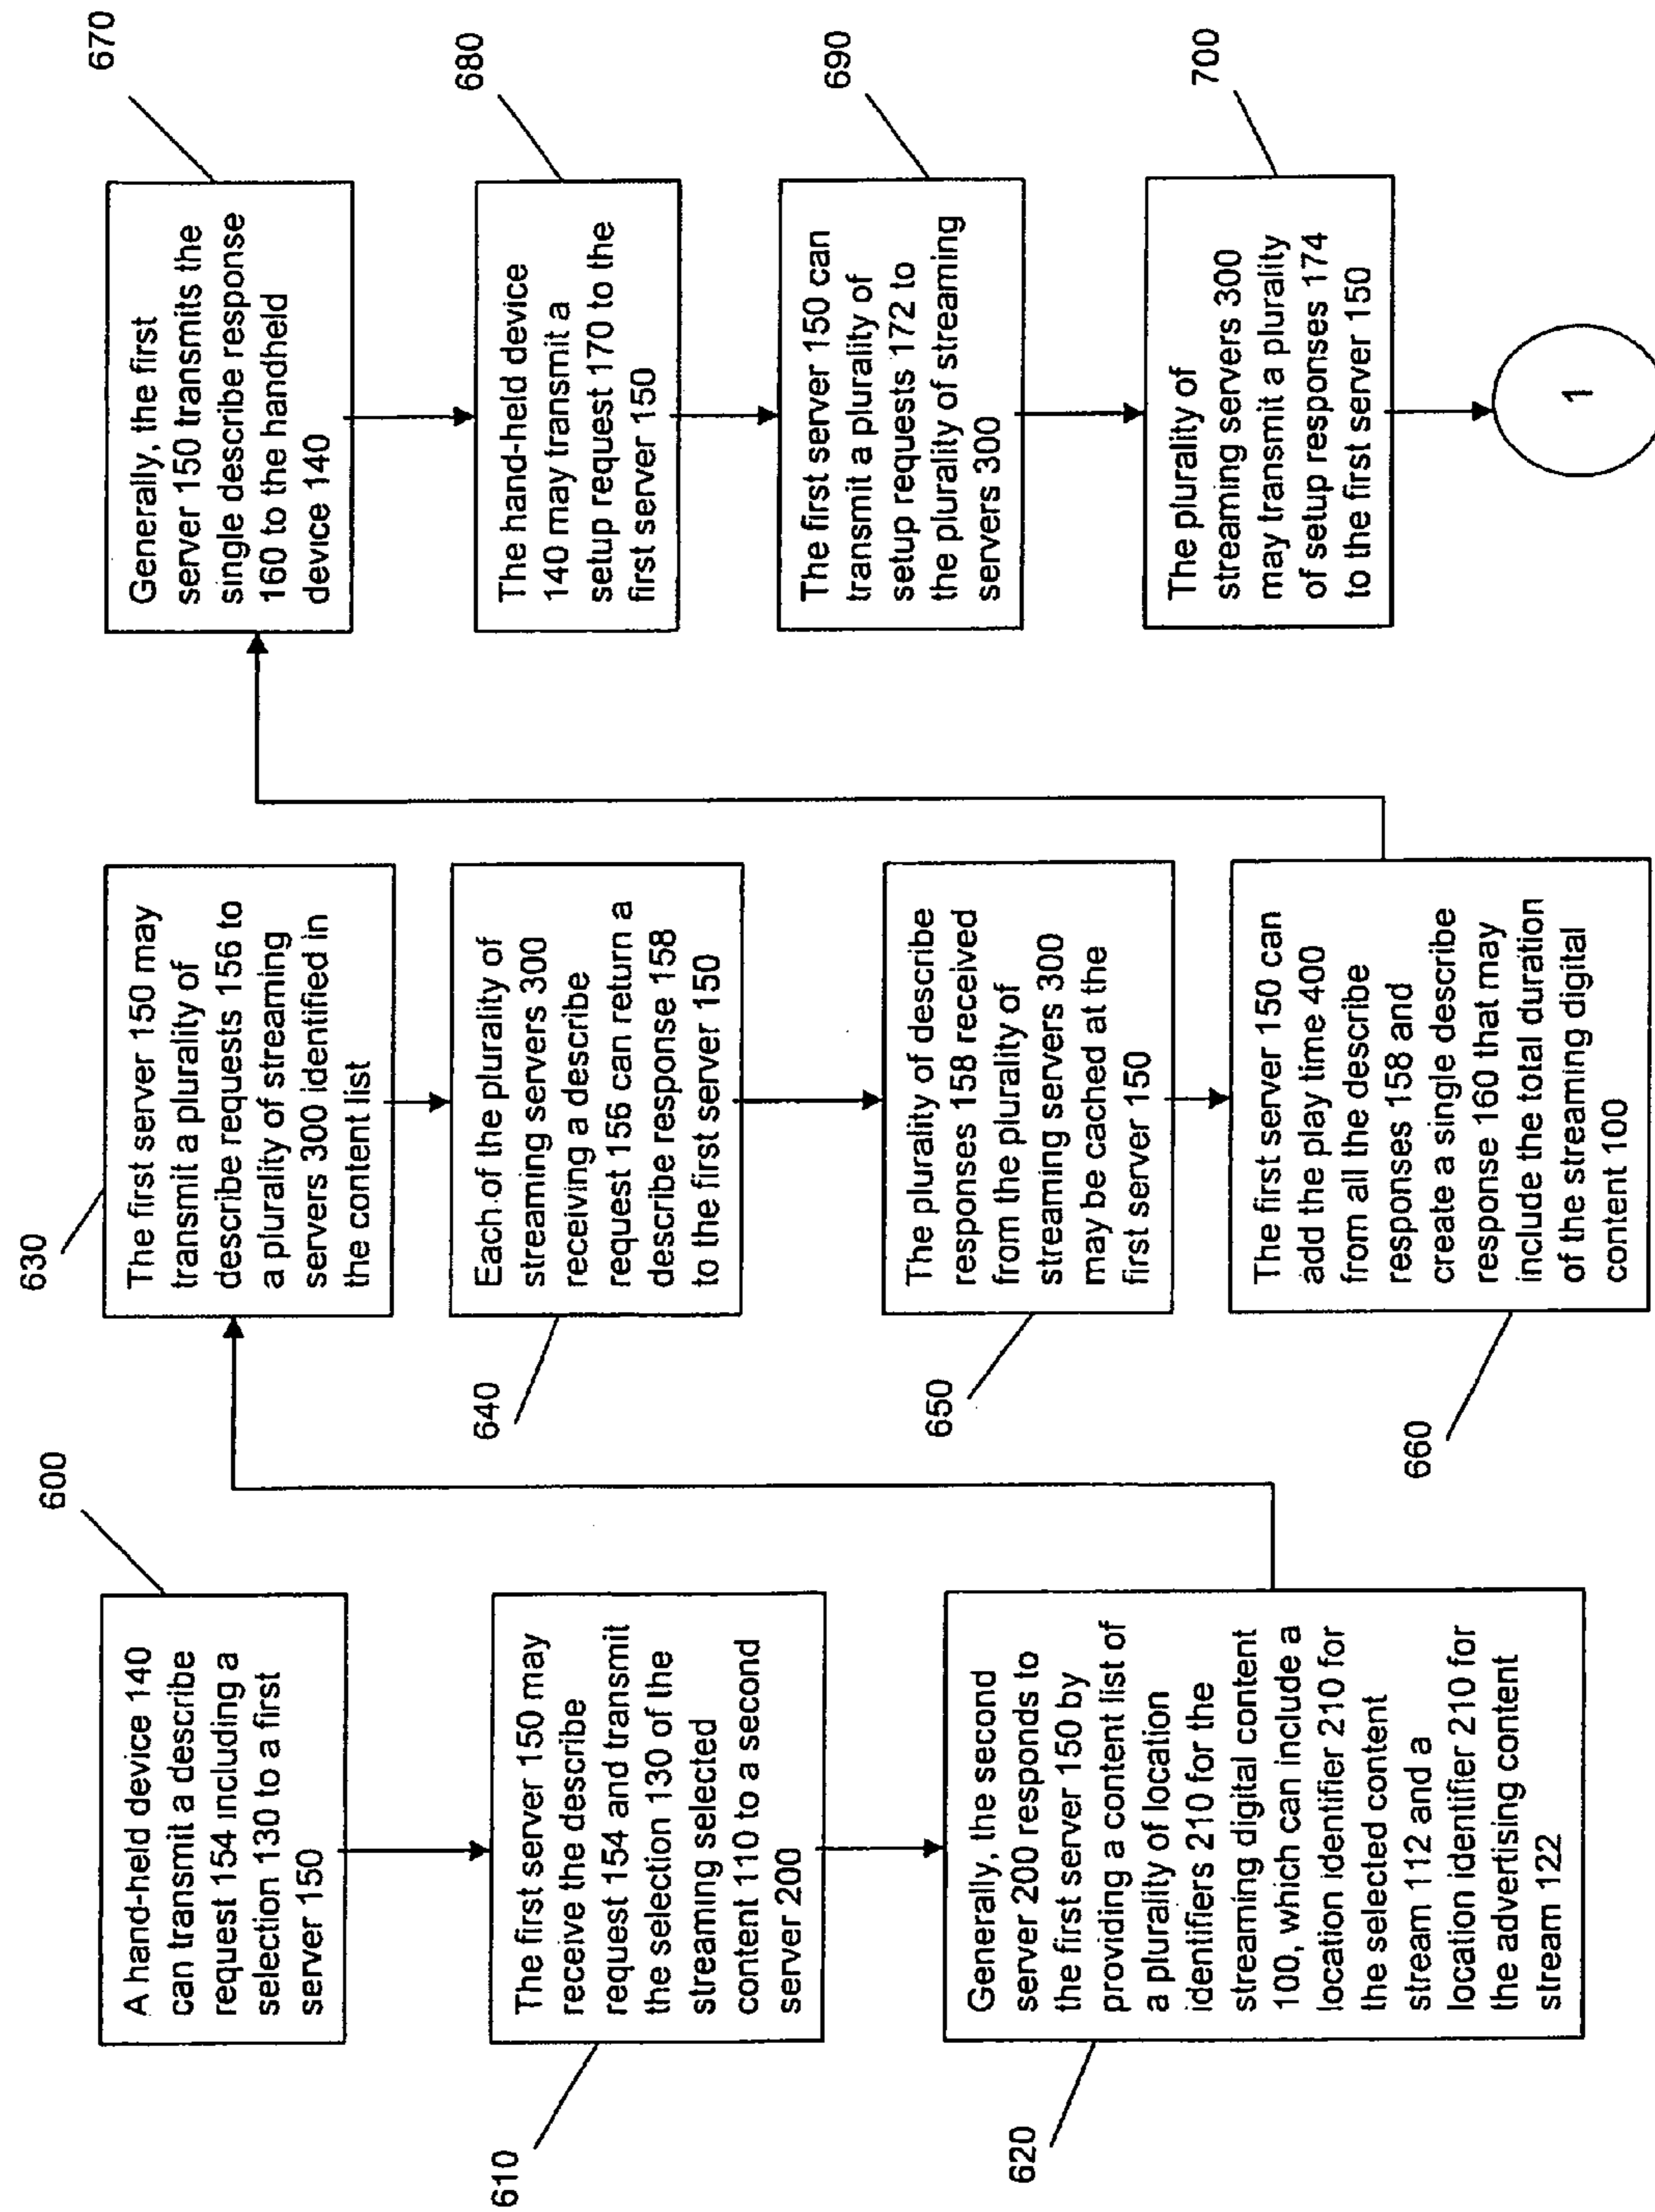 600
A hand-held device 140
can transmit a describe
request 154 including a
selection 130 to a first
server 150
610
The first server 150 may
receive the describe
request 154 and transmit
the selection 130 of the
streaming selected
content 110 to a second
server 200
620
Generally, the second
server 200 responds to
the first server 150 by
providing a content list of
a plurality of location
identifiers 210 for the
streaming digital content
100, which can include a
location identifier 210 for
the selected content
stream 112 and a
location identifier 210 for
the advertising content
stream 122
630
The first server 150 may
transmit a plurality of
describe requests 156 to
a plurality of streaming
servers 300 identified in
the content list
640
Each of the plurality of
streaming servers 300
receiving a describe
request 156 can return a
describe response 158
to the first server 150
650
The plurality of describe
responses 158 received
from the plurality of
streaming servers 300
may be cached at the
first server 150
660
The first server 150 can
add the play time 400
from all the describe
responses 158 and
create a single describe
response 160 that may
include the total duration
of the streaming digital
content 100
670
Generally, the first
server 150 transmits the
single describe response
160 to the handheld
device 140
680
The hand-held device
140 may transmit a
setup request 170 to the
first server 150
690
The first server 150 can
transmit a plurality of
setup requests 172 to
the plurality of streaming
servers 300
700
The plurality of
streaming servers 300
may transmit a plurality
of setup responses 174
to the first server 150
1